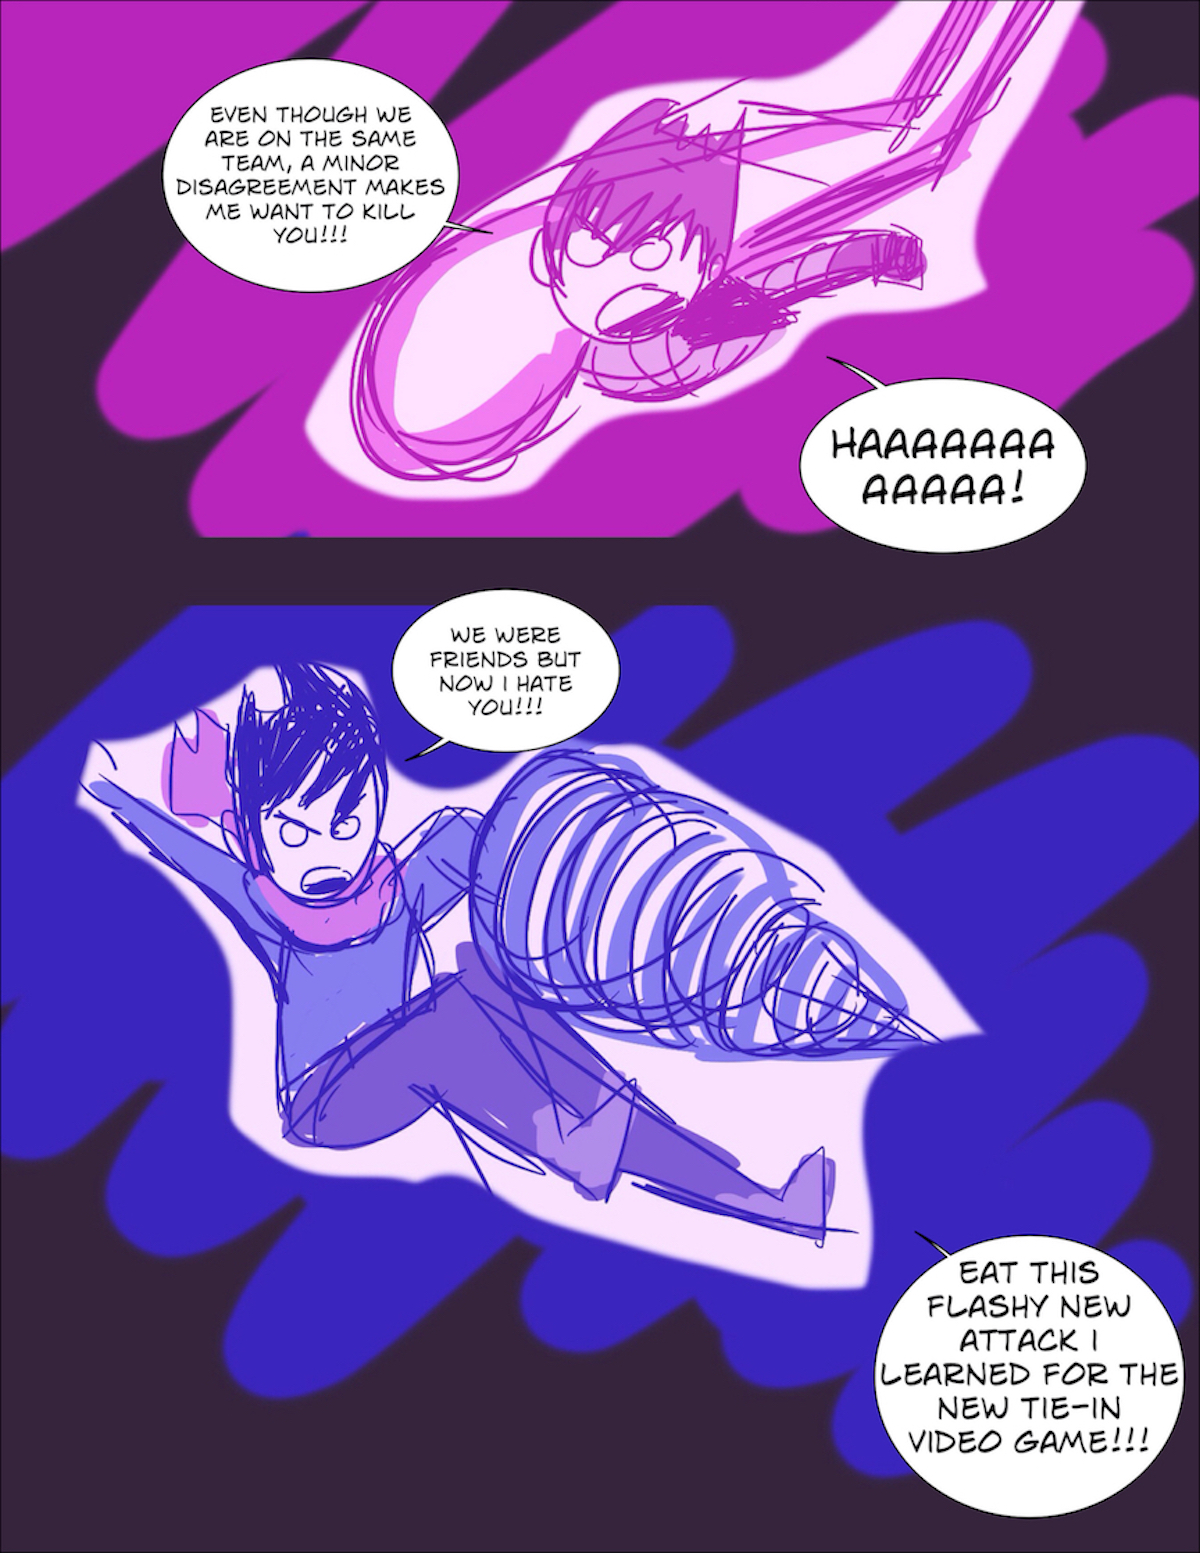 EVEN THOUGH WE
ARE ON THE SAME
TEAM, A MINOR
DISAGREEMENT MAKES
ME WANT TO KILL
YOU!!!
HAAAAAAA
AAAAA!
WE WERE
FRIENDS BUT
NOW I HATE
YOU!!!
EAT THIS
FLASHY NEW
ATTACK I
LEARNED FOR THE
NEW TIE-IN
VIDEO GAME!!!